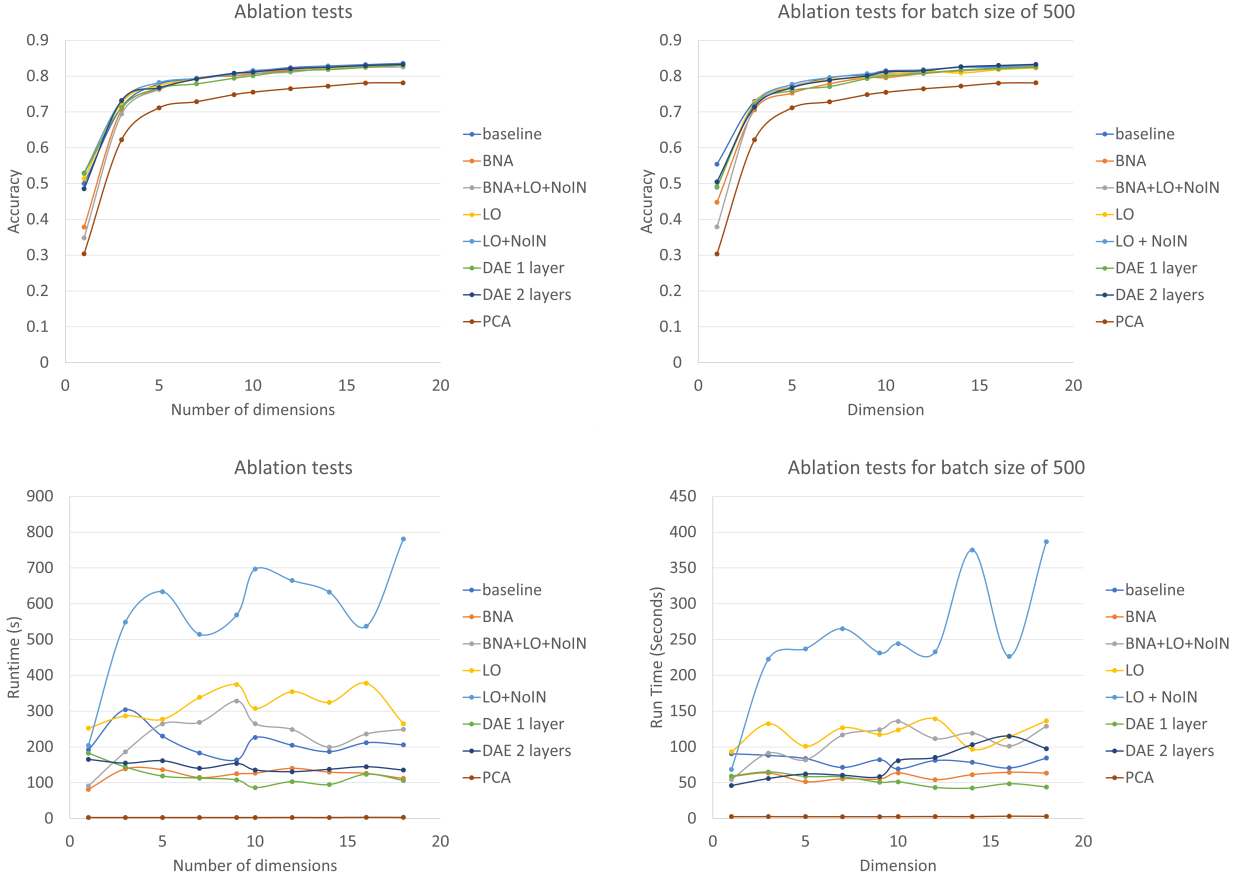 Ablation tests
0.9
0.8
0.7
0.6
0.5
0.4
0.3
0.2
0.1
0
Accuracy
0 5 10 15 20
Number of dimensions
baseline
BNA
BNA+LO+NoIN
LO
LO+NoIN
DAE 1 layer
DAE 2 layers
PCA
Ablation tests for batch size of 500
0.9
0.8
0.7
0.6
0.5
0.4
0.3
0.2
0.1
0
Accuracy
0 5 10 15 20
Dimension
baseline
BNA
BNA+LO+NoIN
LO
LO + NoIN
DAE 1 layer
DAE 2 layers
PCA
Ablation tests
900
800
700
600
500
400
300
200
100
0
Runtime (s)
0 5 10 15 20
Number of dimensions
baseline
BNA
BNA+LO+NoIN
LO
LO+NoIN
DAE 1 layer
DAE 2 layers
PCA
Ablation tests for batch size of 500
450
400
350
300
250
200
150
100
50
0
Run Time (Seconds)
0 5 10 15 20
Dimension
baseline
BNA
BNA+LO+NoIN
LO
LO + NoIN
DAE 1 layer
DAE 2 layers
PCA